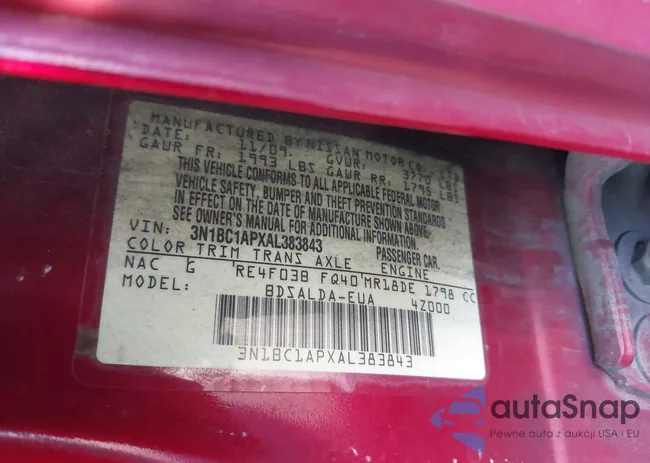 MANUFACTURED BY NISSAN MOTOR CO., LTD.
DATE: 11/09. GVWR: 3770 LBS
GAWR FR: 1993 LBS GAWR RR: 1795 LBS
THIS VEHICLE CONFORMS TO ALL APPLICABLE FEDERAL MOTOR
VEHICLE SAFETY, BUMPER AND THEFT PREVENTION STANDARDS
IN EFFECT ON THE DATE OF MANUFACTURE SHOWN ABOVE.
SEE OWNER'S MANUAL FOR ADDITIONAL INFORMATION.
VIN: 3N1BC1APXAL383843 PASSENGER CAR
COLOR TRIM TRANS AXLE ENGINE
NAC G RE4F03B FQ40 MR18DE 1798 CC
MODEL: BDSALDA-EUA 4Z000
3N1BC1APXAL383843
autaSnap
Pewne auta z aukcji USA i EU